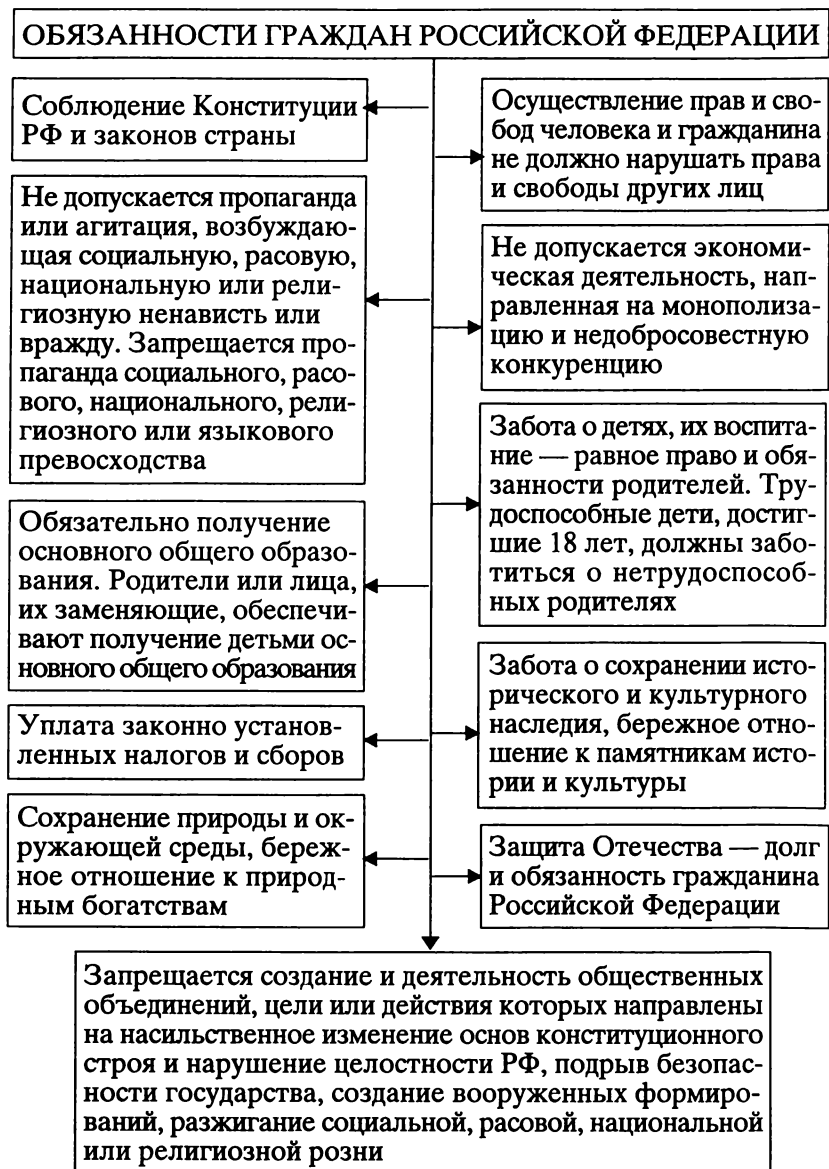 ОБЯЗАННОСТИ ГРАЖДАН РОССИЙСКОЙ ФЕДЕРАЦИИ
Соблюдение Конституции
РФ и законов страны
Не допускается пропаганда
или агитация, возбуждаю-
щая социальную, расовую,
национальную или рели-
гиозную ненависть или
вражду. Запрещается про-
паганда социального, расо-
вого, национального, рели-
гиозного или языкового
превосходства
Обязательно получение
основного общего образо-
вания. Родители или лица,
их заменяющие, обеспечи-
вают получение детьми ос-
новного общего образования
Уплата законно установ-
ленных налогов и сборов
Сохранение природы и ок-
ружающей среды, береж-
ное отношение к природ-
ным богатствам
Осуществление прав и сво-
бод человека и гражданина
не должно нарушать права
и свободы других лиц
Не допускается экономи-
ческая деятельность, нап-
равленная на монополиза-
цию и недобросовестную
конкуренцию
Забота о детях, их воспита-
ние — равное право и обя-
занности родителей. Тру-
доспособные дети, достиг-
шие 18 лет, должны забо-
титься о нетрудоспособ-
ных родителях
Забота о сохранении исто-
рического и культурного
наследия, бережное отно-
шение к памятникам исто-
рии и культуры
Защита Отечества — долг
и обязанность гражданина
Российской Федерации
Запрещается создание и деятельность общественных
объединений, цели или действия которых направлены
на насильственное изменение основ конституционного
строя и нарушение целостности РФ, подрыв безопас-
ности государства, создание вооруженных формиро-
ваний, разжигание социальной, расовой, национальной
или религиозной розни